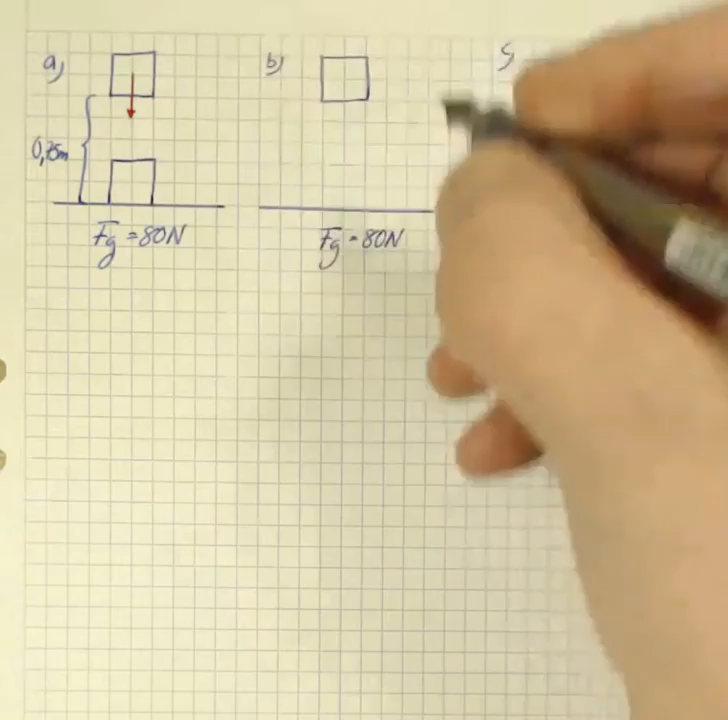 a) b) c)
0,75m
Fg = 80N Fg = 80N